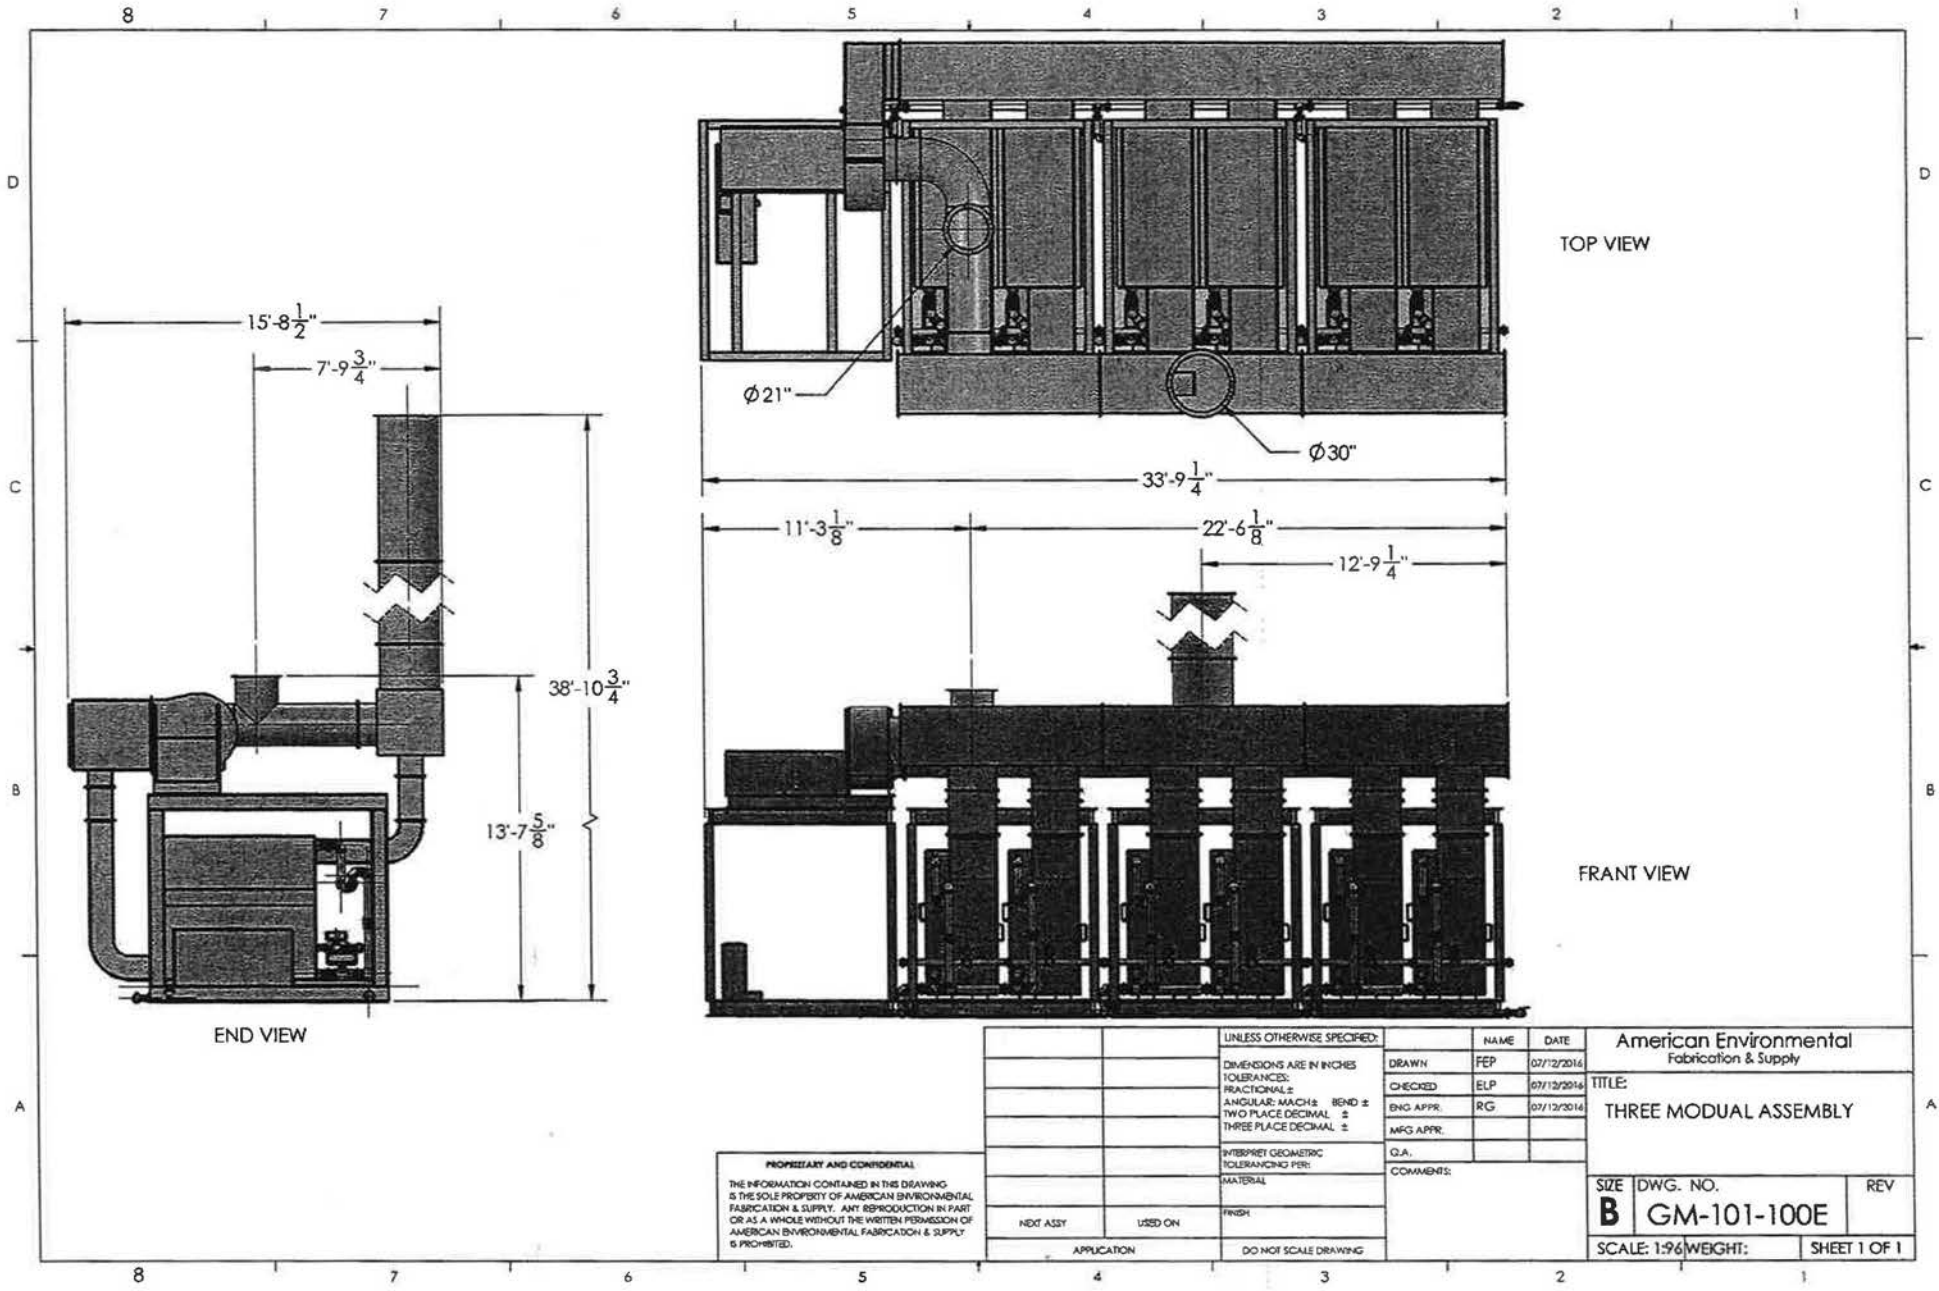 8 7 6 5 4 3 2 1
D
D
C
C
B
B
A
A
TOP VIEW
Ø21"
Ø30"
33'-9 1/4"
15'-8 1/2"
7'-9 3/4"
38'-10 3/4"
13'-7 5/8"
END VIEW
11'-3 1/8"
22'-6 1/8"
12'-9 1/4"
FRANT VIEW
PROPRIETARY AND CONFIDENTIAL
THE INFORMATION CONTAINED IN THIS DRAWING
IS THE SOLE PROPERTY OF AMERICAN ENVIRONMENTAL
FABRICATION & SUPPLY. ANY REPRODUCTION IN PART
OR AS A WHOLE WITHOUT THE WRITTEN PERMISSION OF
AMERICAN ENVIRONMENTAL FABRICATION & SUPPLY
IS PROHIBITED.
NEXT ASSY
USED ON
APPLICATION
UNLESS OTHERWISE SPECIFIED:
DIMENSIONS ARE IN INCHES
TOLERANCES:
FRACTIONAL ±
ANGULAR: MACH ± BEND ±
TWO PLACE DECIMAL ±
THREE PLACE DECIMAL ±
INTERPRET GEOMETRIC
TOLERANCING PER:
MATERIAL
FINISH
DO NOT SCALE DRAWING
NAME DATE
DRAWN FEP 07/12/2016
CHECKED ELP 07/12/2016
ENG APPR. RG 07/12/2016
MFG APPR.
Q.A.
COMMENTS:
American Environmental
Fabrication & Supply
TITLE:
THREE MODUAL ASSEMBLY
SIZE DWG. NO. REV
B GM-101-100E
SCALE: 1:96 WEIGHT: SHEET 1 OF 1
8 7 6 5 4 3 2 1